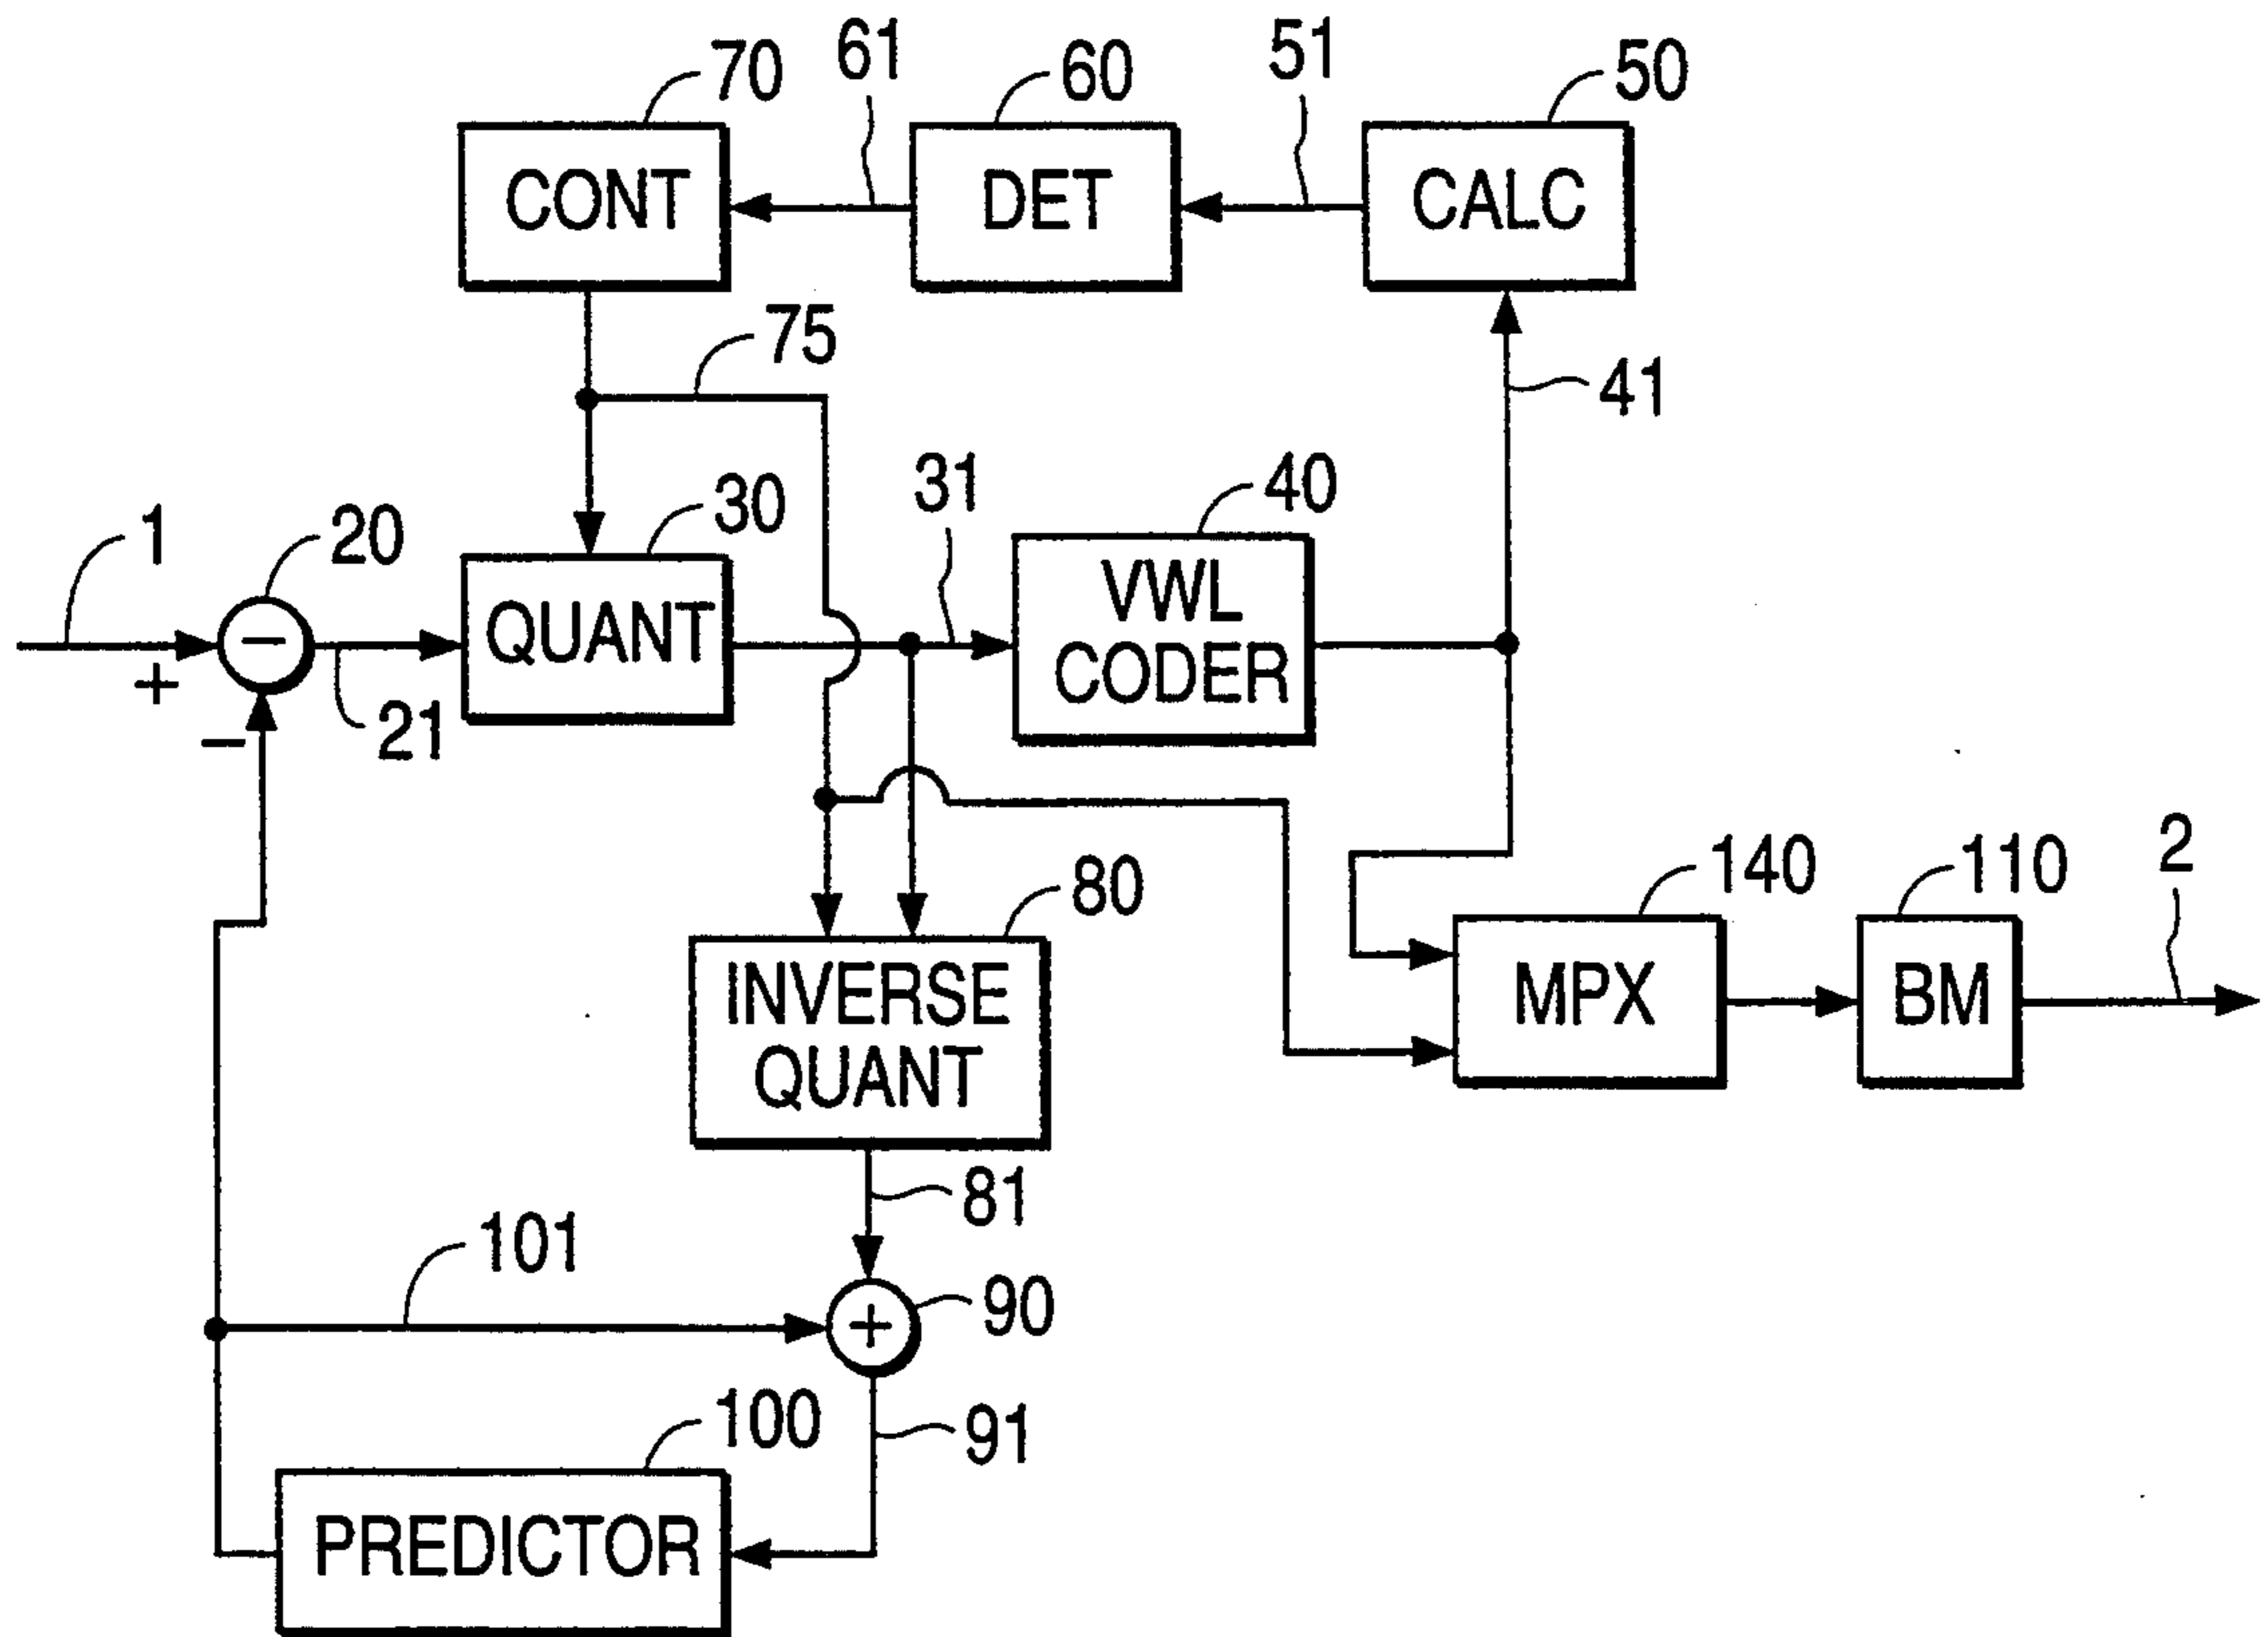 70
61
60
51
50
CONT
DET
CALC
75
41
1
20
30
31
40
+
−
QUANT
VWL
CODER
−
21
80
140
110
2
INVERSE
QUANT
MPX
BM
81
101
90
+
100
91
PREDICTOR